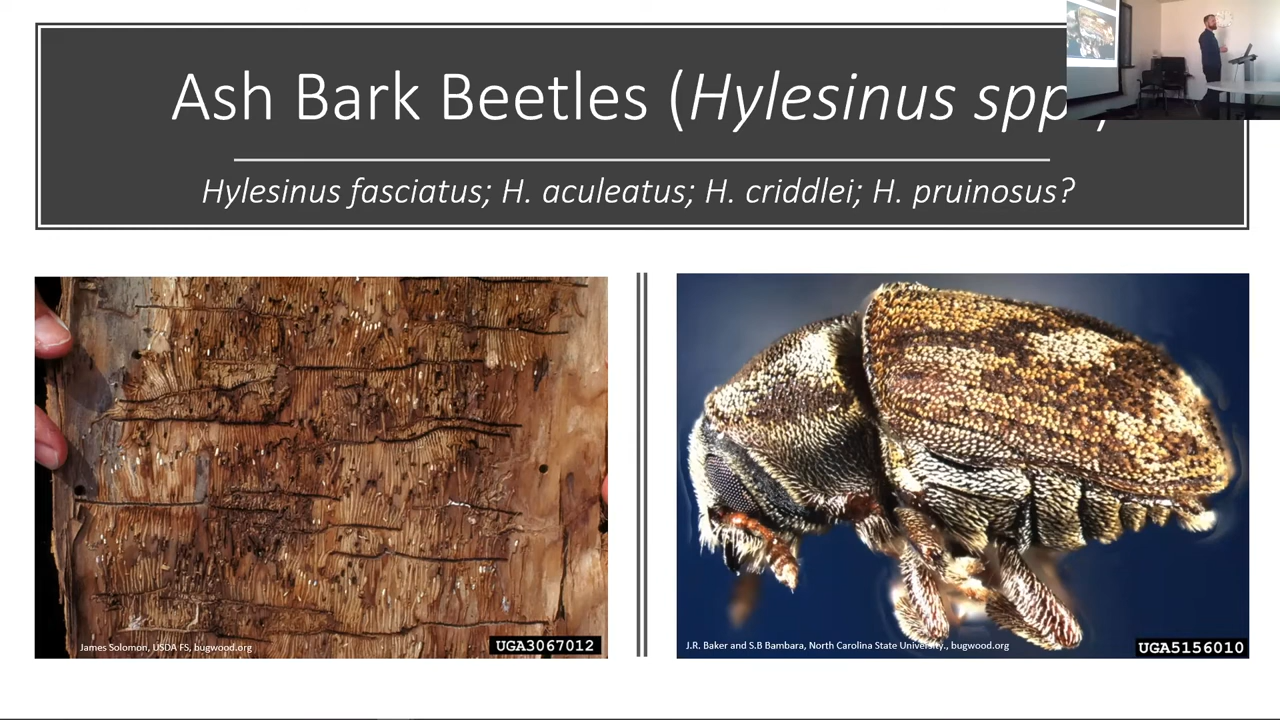 Ash Bark Beetles (Hylesinus spp
Hylesinus fasciatus; H. aculeatus; H. criddlei; H. pruinosus?
James Solomon, USDA FS, bugwood.org
UGA3067012
J.R. Baker and S.B Bambara, North Carolina State University., bugwood.org
UGA5156010